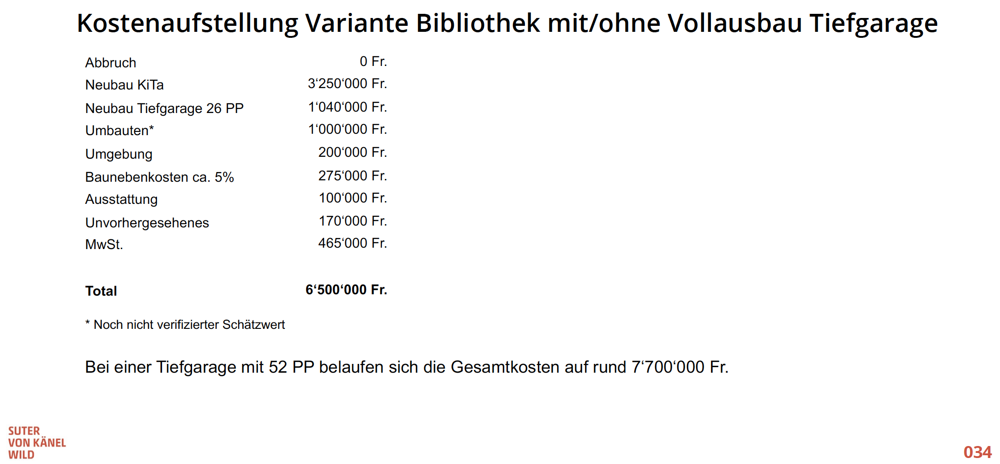 Kostenaufstellung Variante Bibliothek mit/ohne Vollausbau Tiefgarage
Abbruch 0 Fr.
Neubau KiTa 3‘250‘000 Fr.
Neubau Tiefgarage 26 PP 1‘040‘000 Fr.
Umbauten* 1‘000‘000 Fr.
Umgebung 200‘000 Fr.
Baunebenkosten ca. 5% 275‘000 Fr.
Ausstattung 100‘000 Fr.
Unvorhergesehenes 170‘000 Fr.
MwSt. 465‘000 Fr.
Total 6‘500‘000 Fr.
* Noch nicht verifizierter Schätzwert
Bei einer Tiefgarage mit 52 PP belaufen sich die Gesamtkosten auf rund 7‘700‘000 Fr.
SUTER
VON KÄNEL
WILD
034